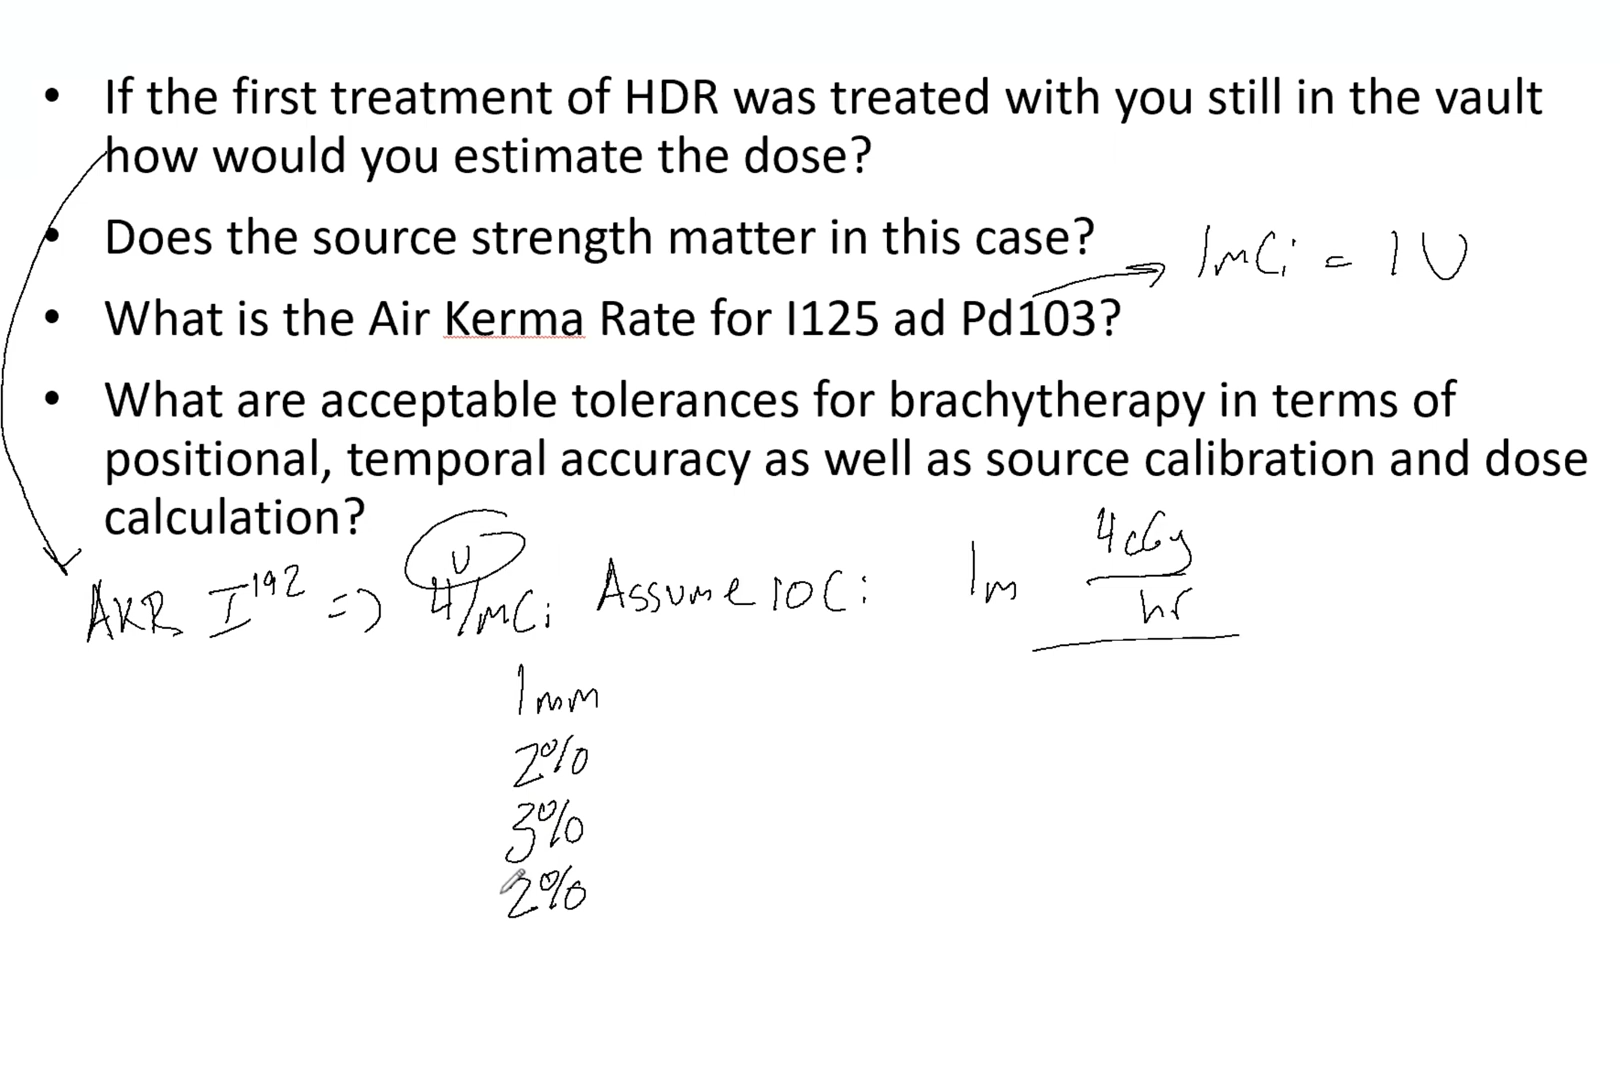 • If the first treatment of HDR was treated with you still in the vault
how would you estimate the dose?
• Does the source strength matter in this case?
1mCi = 1U
• What is the Air Kerma Rate for I125 ad Pd103?
• What are acceptable tolerances for brachytherapy in terms of
positional, temporal accuracy as well as source calibration and dose
calculation?
AKR I¹⁹² => 4U/mCi Assume 10Ci 1m 4cGy/hr
1mm
2%
3%
2%